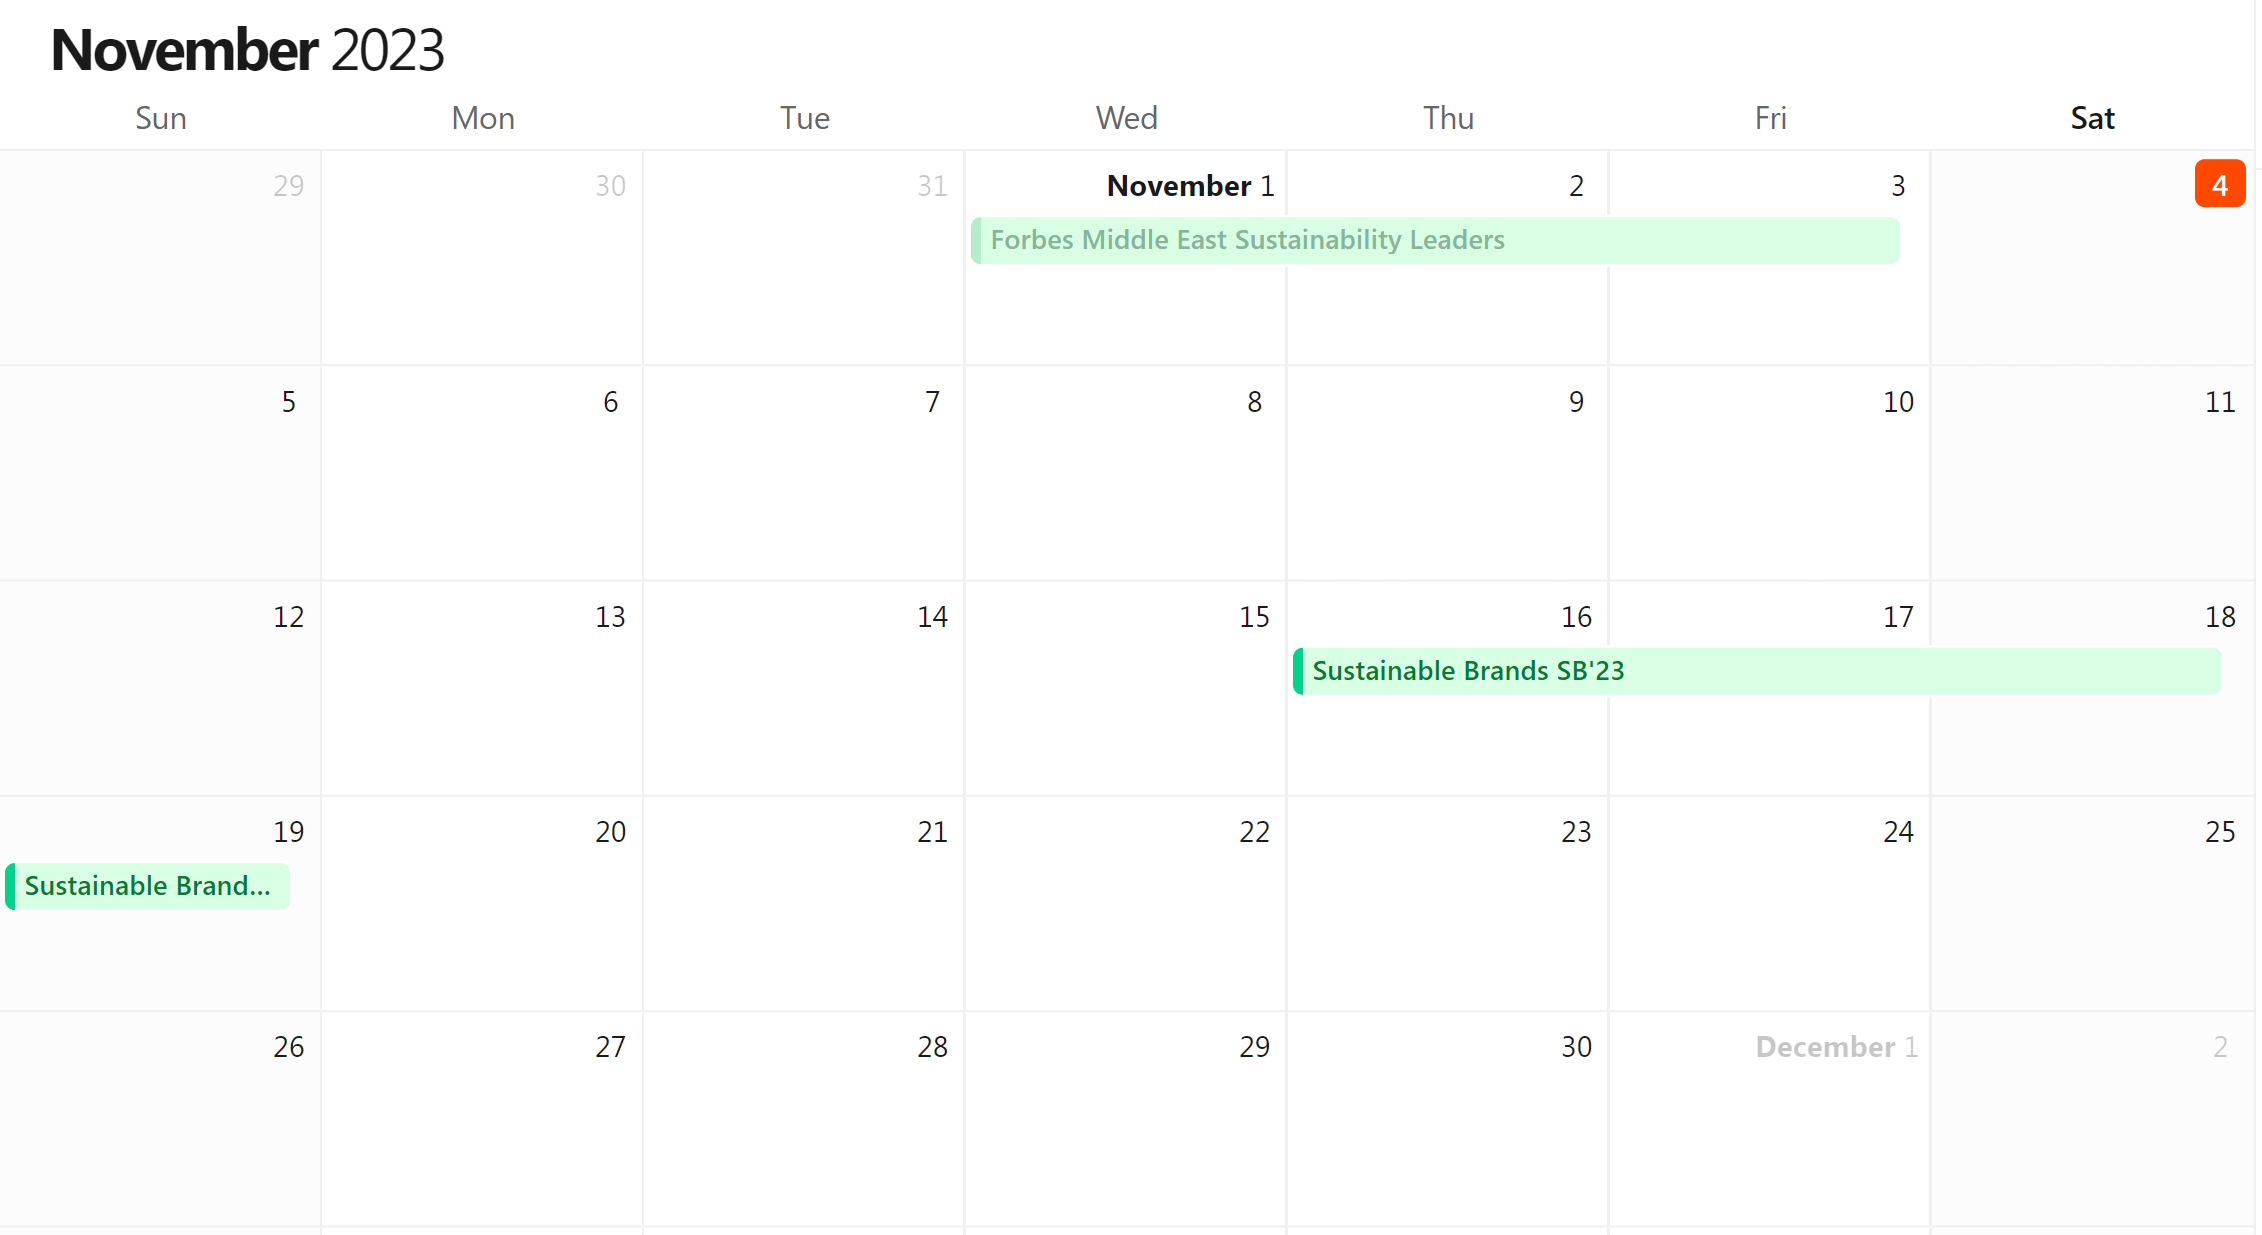 November 2023
Sun Mon Tue Wed Thu Fri Sat
29 30 31 November 1 2 3 4
Forbes Middle East Sustainability Leaders
5 6 7 8 9 10 11
12 13 14 15 16 17 18
Sustainable Brands SB'23
19 20 21 22 23 24 25
Sustainable Brand...
26 27 28 29 30 December 1 2